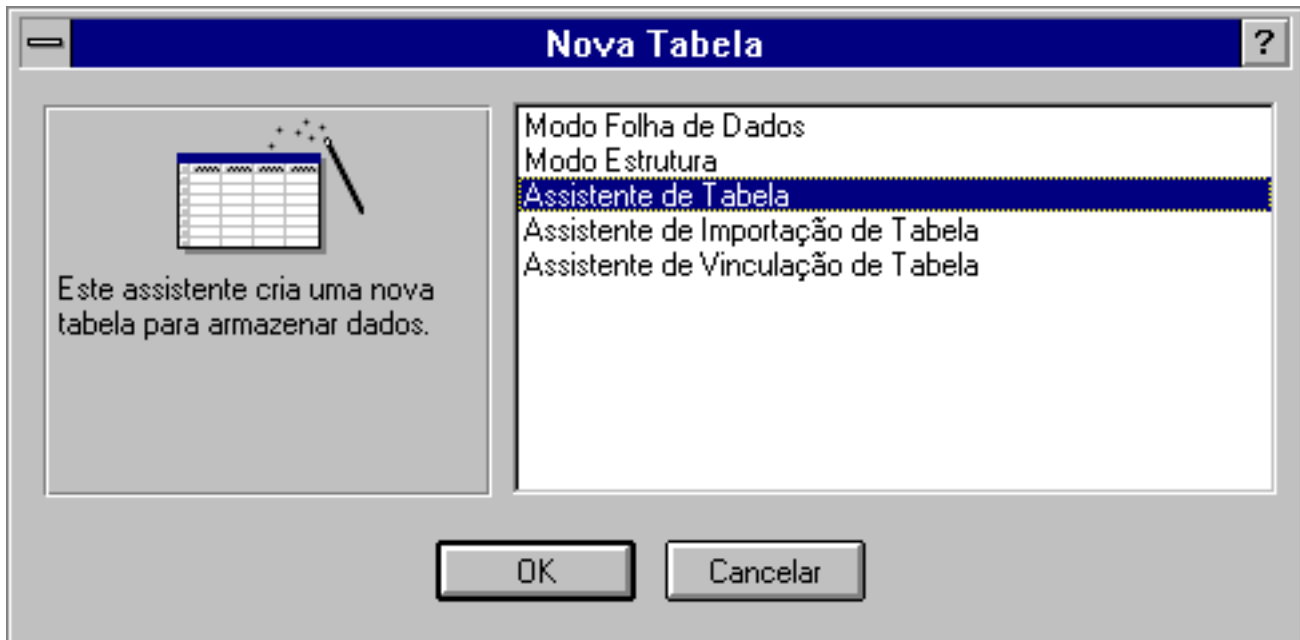 Nova Tabela
?
Este assistente cria uma nova
tabela para armazenar dados.
Modo Folha de Dados
Modo Estrutura
Assistente de Tabela
Assistente de Importação de Tabela
Assistente de Vinculação de Tabela
OK
Cancelar